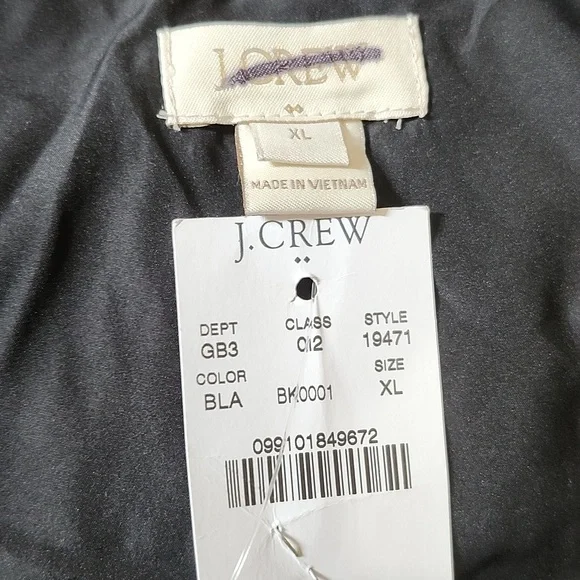 J.CREW
XL
MADE IN VIETNAM
J.CREW
DEPT CLASS STYLE
GB3 012 19471
COLOR SIZE
BLA BK0001 XL
099101849672